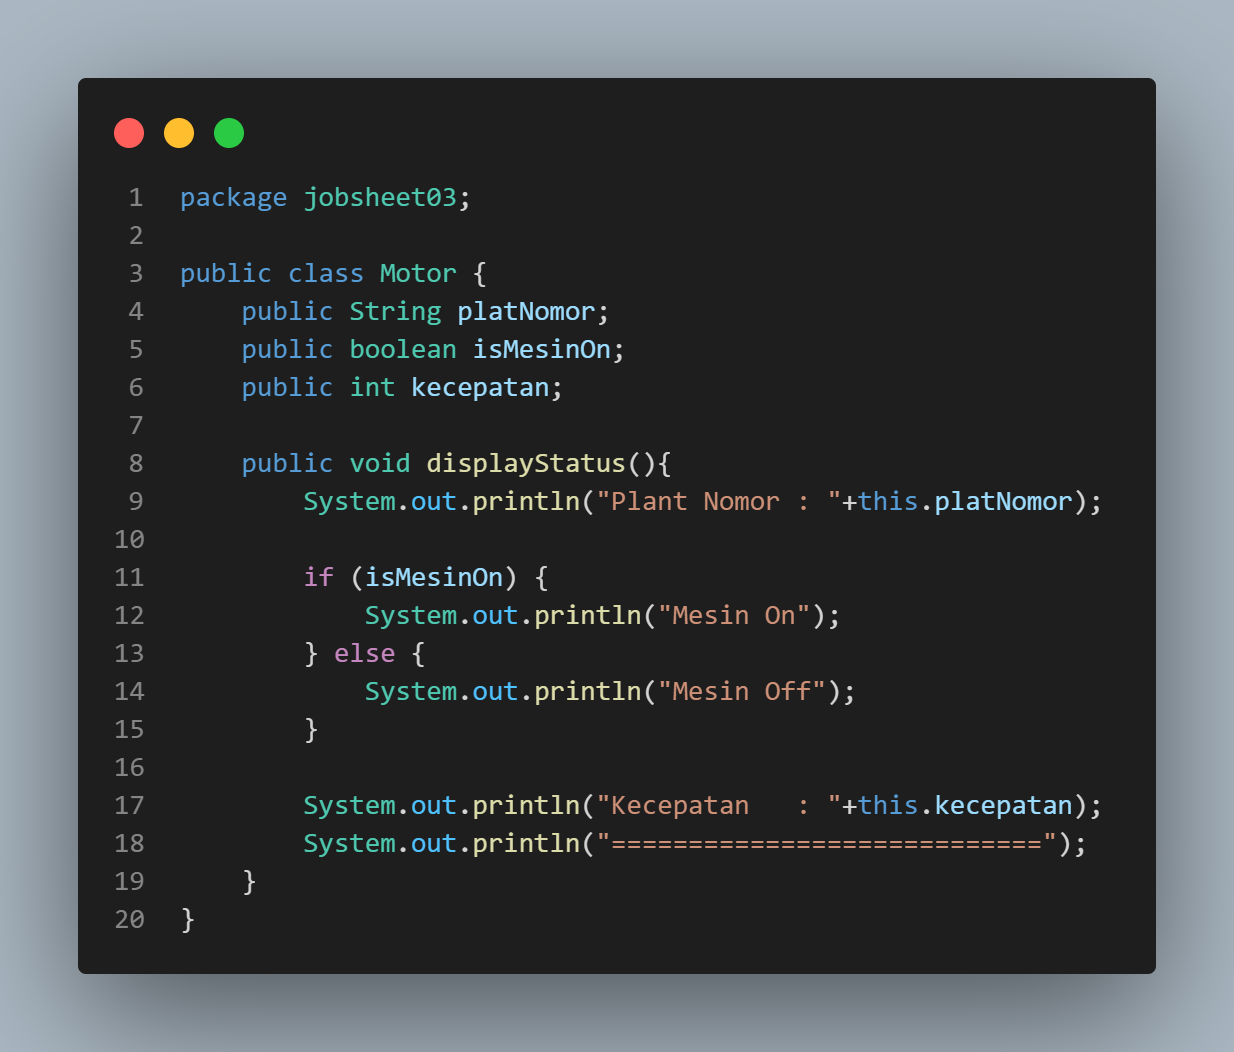 1 package jobsheet03;
2
3 public class Motor {
4     public String platNomor;
5     public boolean isMesinOn;
6     public int kecepatan;
7
8     public void displayStatus(){
9         System.out.println("Plant Nomor : "+this.platNomor);
10
11         if (isMesinOn) {
12             System.out.println("Mesin On");
13         } else {
14             System.out.println("Mesin Off");
15         }
16
17         System.out.println("Kecepatan   : "+this.kecepatan);
18         System.out.println("============================");
19     }
20 }